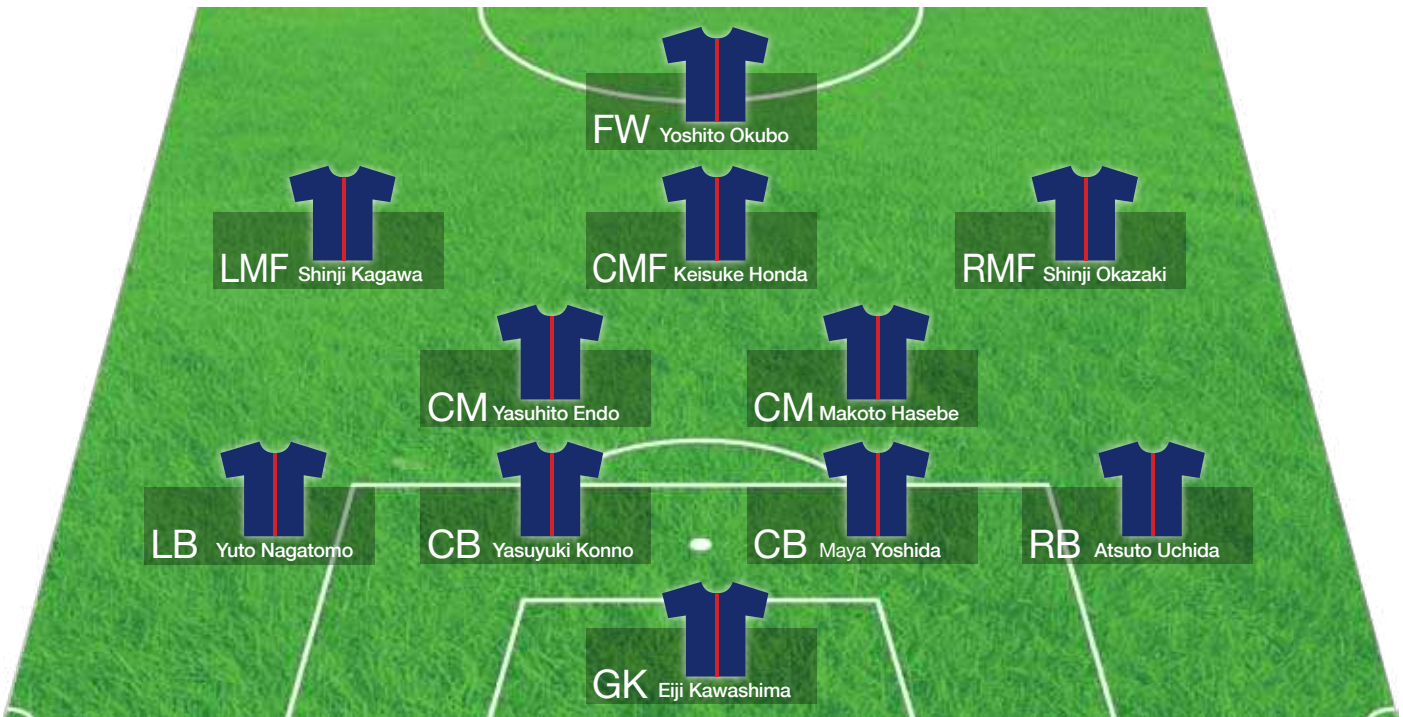 FW Yoshito Okubo
LMF Shinji Kagawa
CMF Keisuke Honda
RMF Shinji Okazaki
CM Yasuhito Endo
CM Makoto Hasebe
LB Yuto Nagatomo
CB Yasuyuki Konno
CB Maya Yoshida
RB Atsuto Uchida
GK Eiji Kawashima